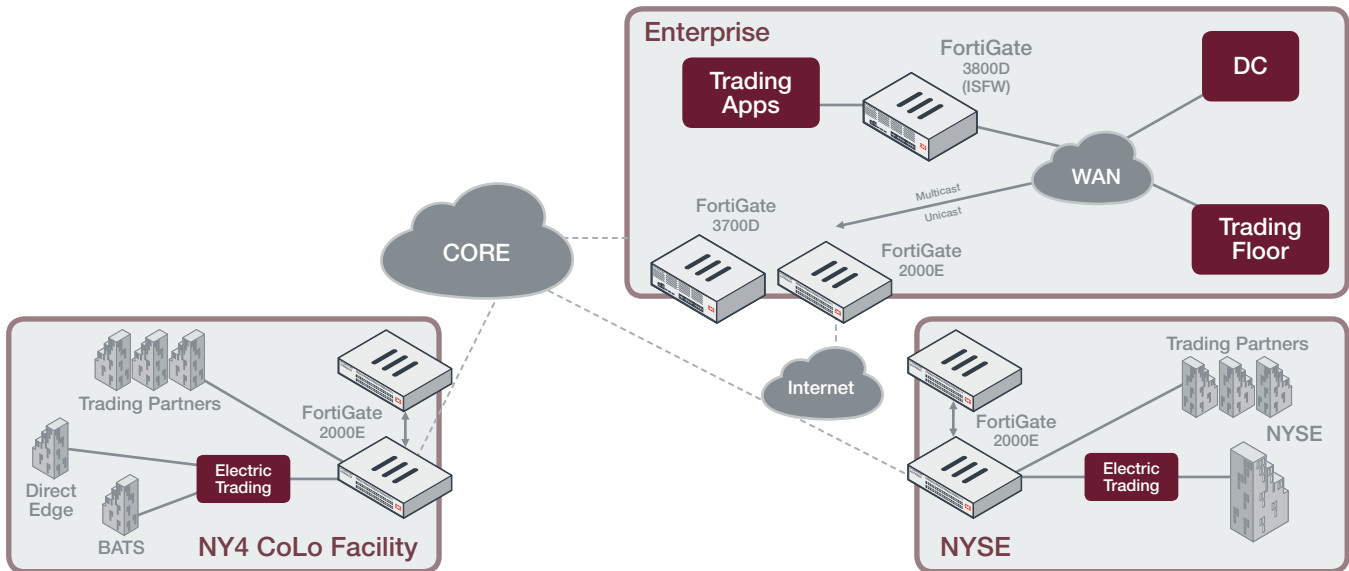 Enterprise
Trading
Apps
FortiGate
3800D
(ISFW)
DC
WAN
Multicast
Unicast
Trading
Floor
FortiGate
3700D
FortiGate
2000E
CORE
Internet
Trading Partners
FortiGate
2000E
Direct
Edge
Electric
Trading
BATS
NY4 CoLo Facility
Trading Partners
NYSE
FortiGate
2000E
Electric
Trading
NYSE